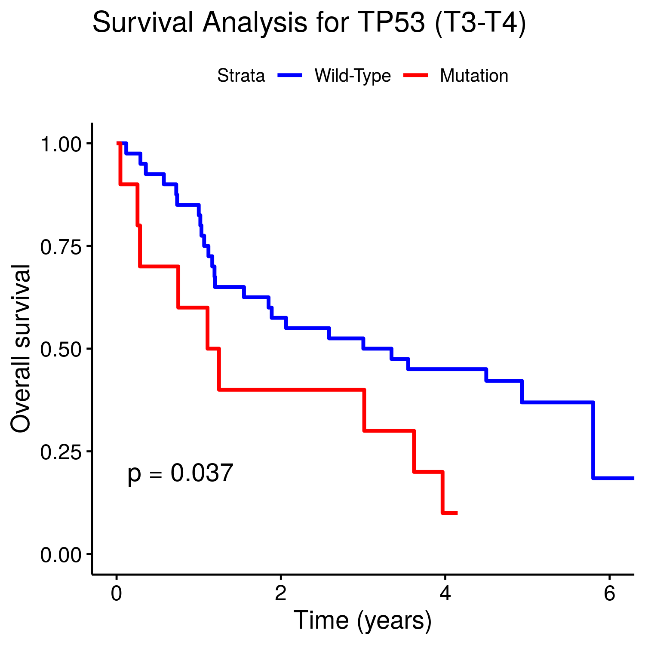 Survival Analysis for TP53 (T3-T4)
Strata Wild-Type Mutation
1.00
0.75
0.50
0.25
0.00
Overall survival
p = 0.037
0 2 4 6
Time (years)